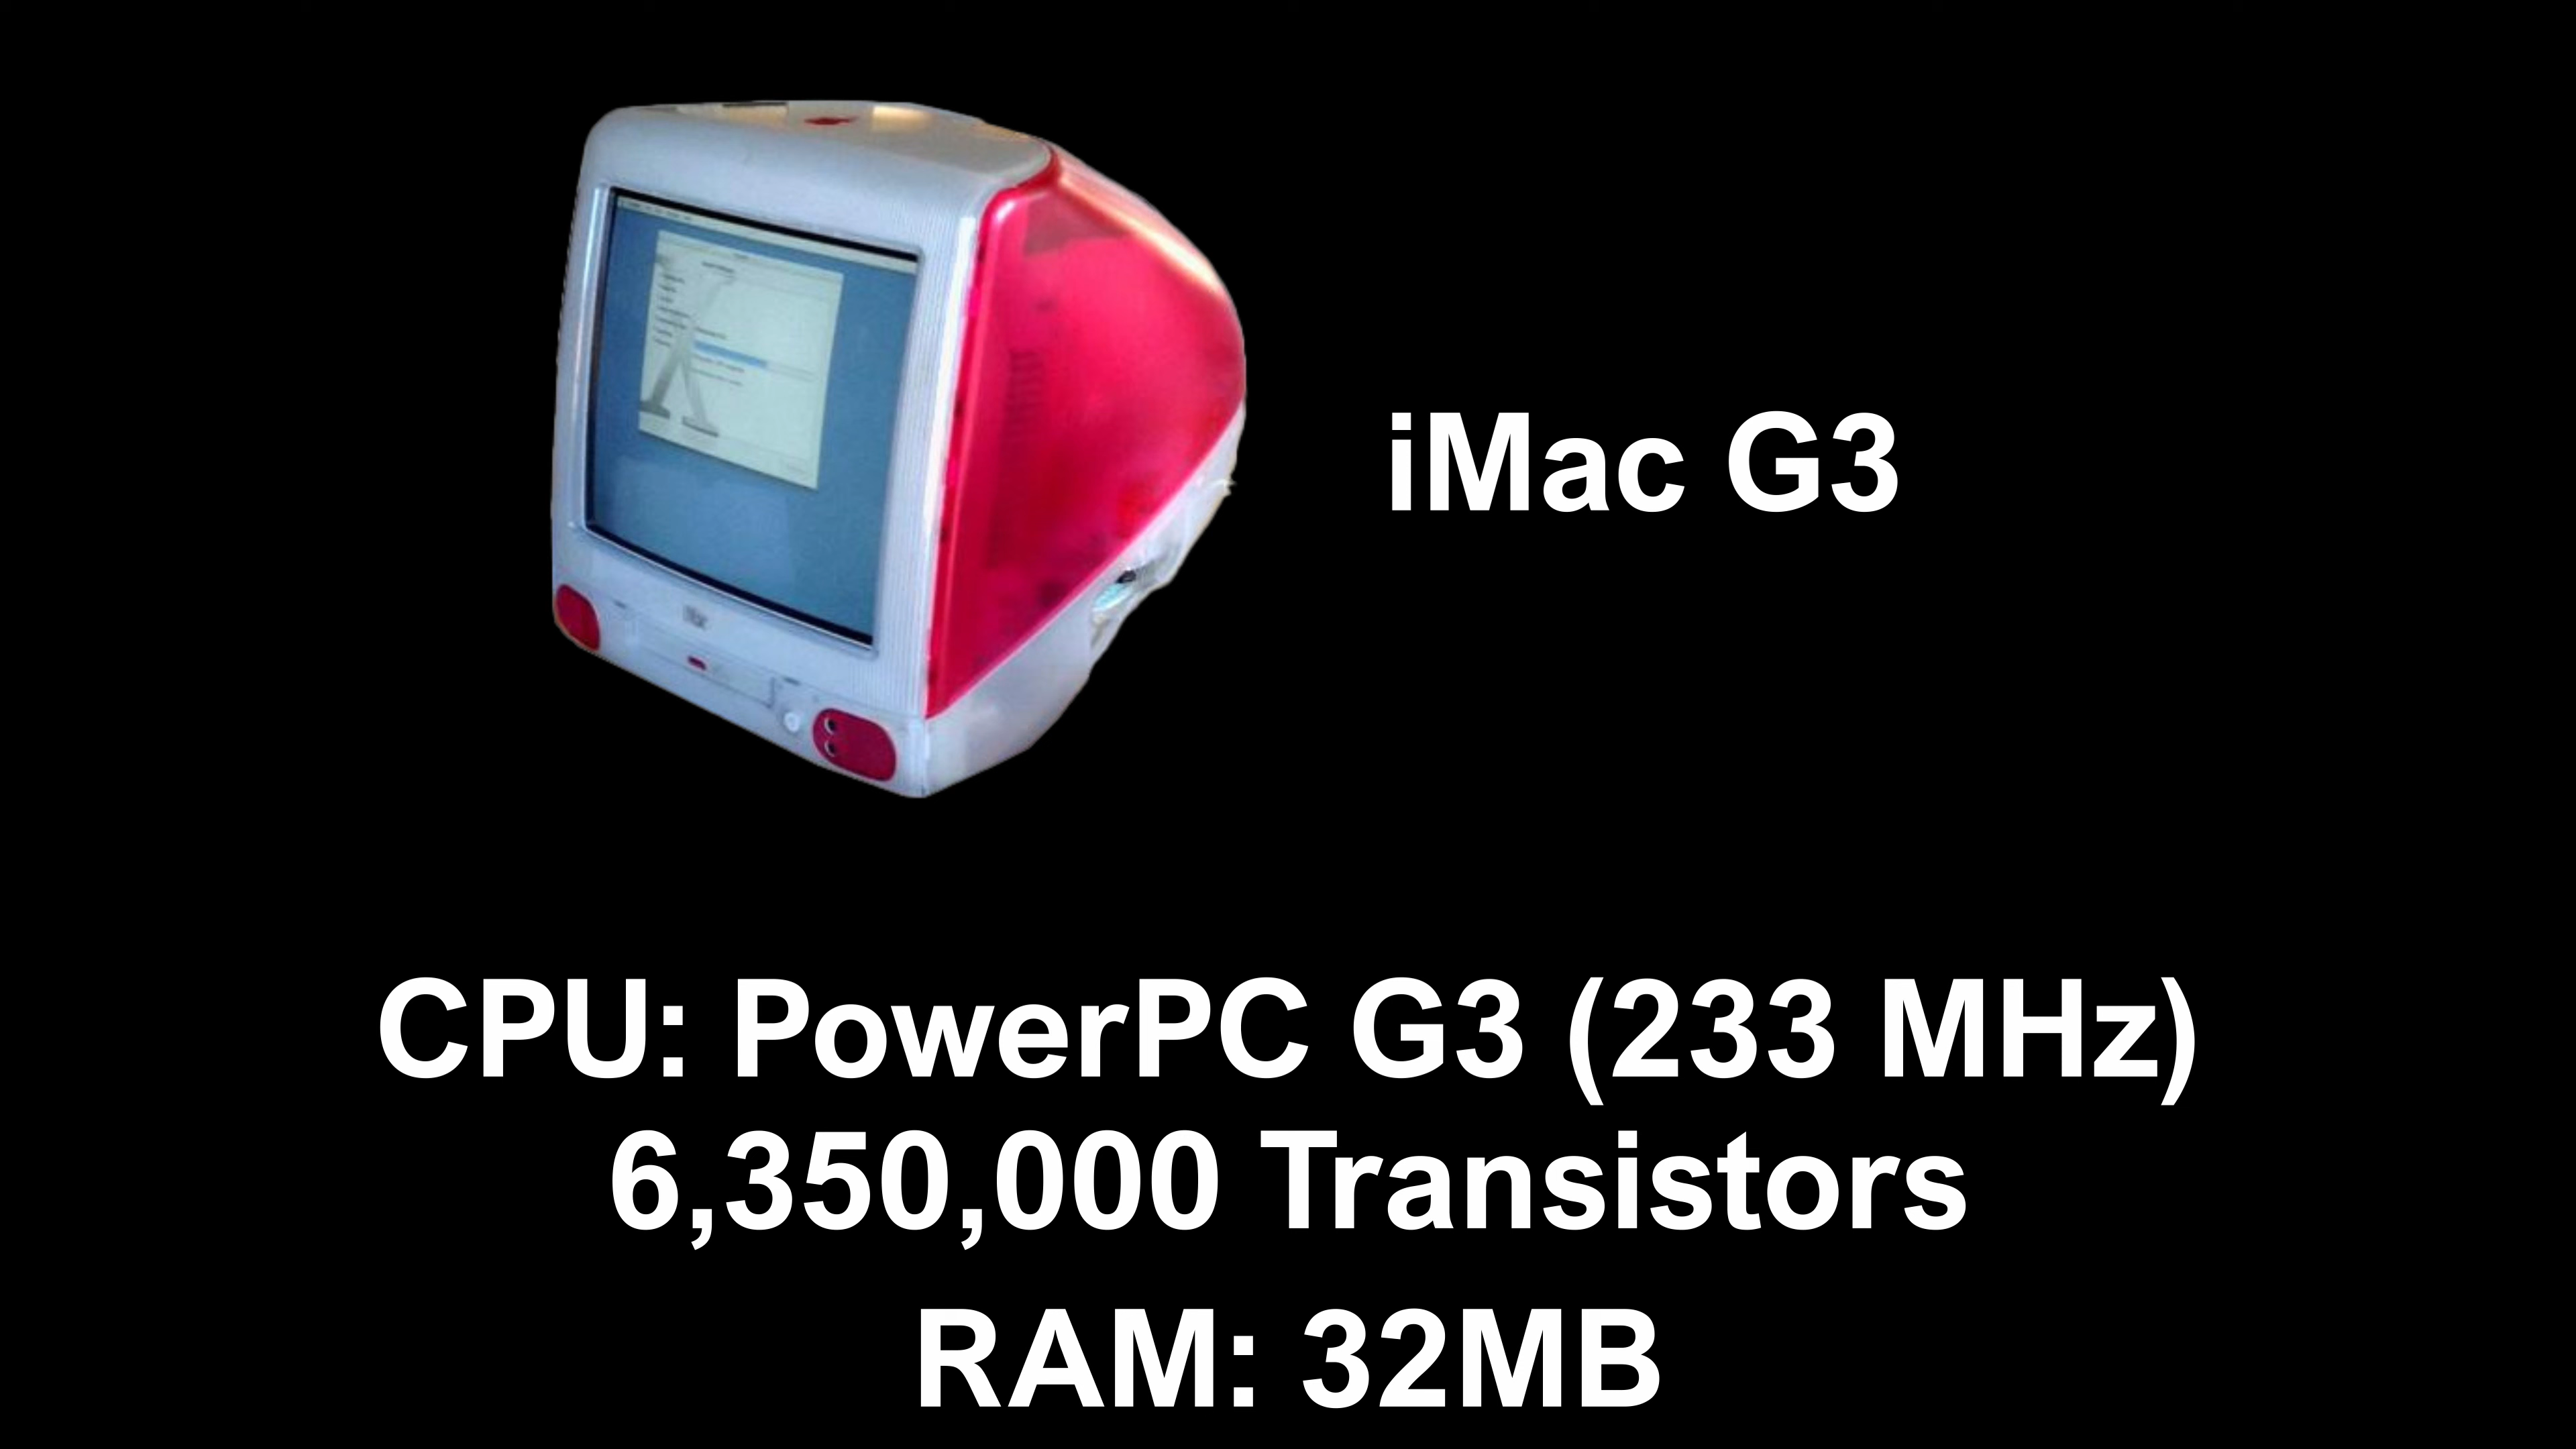 iMac G3
CPU: PowerPC G3 (233 MHz)
6,350,000 Transistors
RAM: 32MB